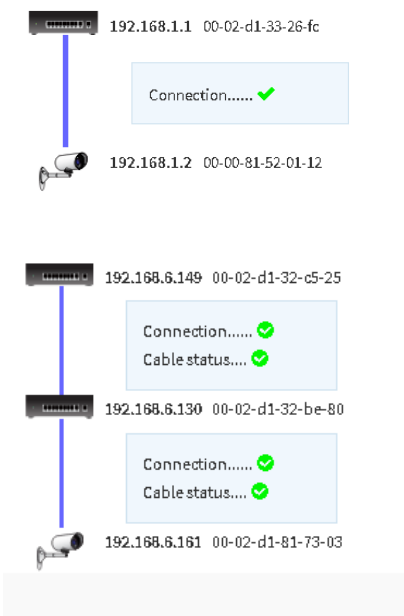 192.168.1.1 00-02-d1-33-26-fc
Connection......
192.168.1.2 00-00-81-52-01-12
192.168.6.149 00-02-d1-32-c5-25
Connection......
Cable status....
192.168.6.130 00-02-d1-32-be-80
Connection......
Cable status....
192.168.6.161 00-02-d1-81-73-03